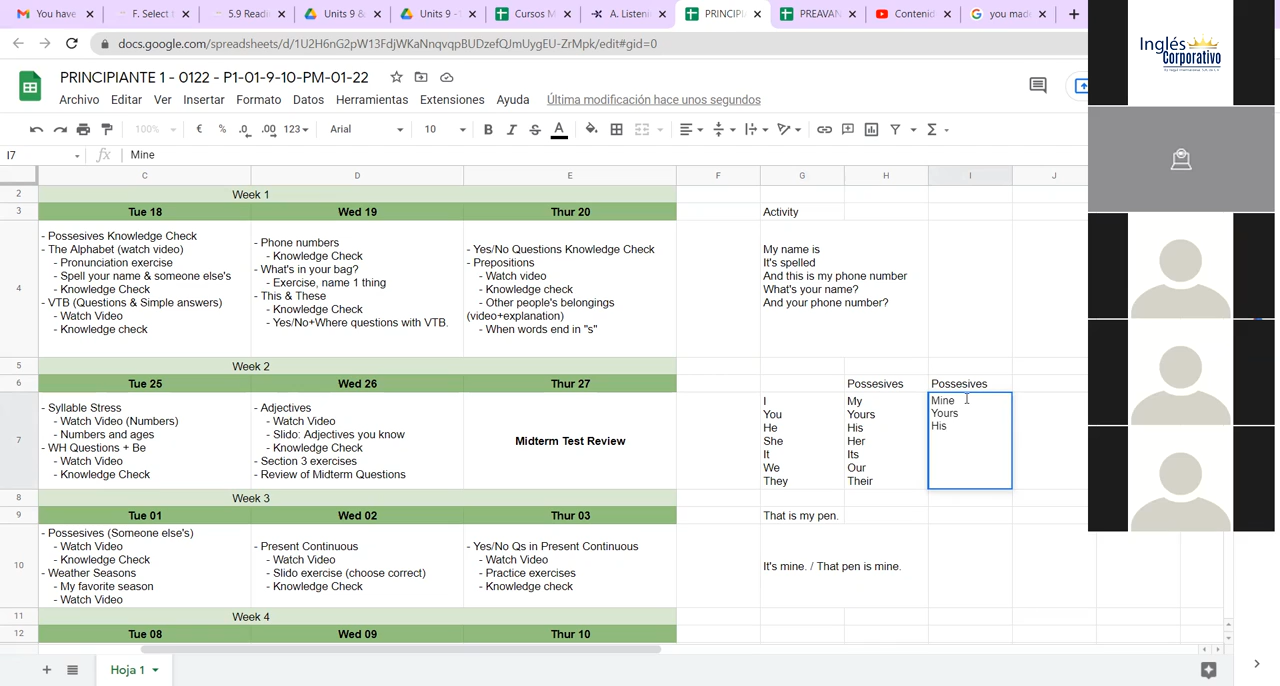 You have
F. Select t
5.9 Readi
Units 9 &
Units 9 -
Cursos M
A. Listeni
PRINCIPI
PREAVAN
Contenid
you mad
docs.google.com/spreadsheets/d/1U2H6nG2pW13FdjWKaNnqvqpBUDzefQJmUygEU-ZrMpk/edit#gid=0
Inglés
Corporativo
PRINCIPIANTE 1 - 0122 - P1-01-9-10-PM-01-22
Archivo Editar Ver Insertar Formato Datos Herramientas Extensiones Ayuda Última modificación hace unos segundos
100% € % .0 .00 123 Arial 10 B I S A Σ
I7 fx Mine
C D E F G H I J
2 Week 1
3 Tue 18 Wed 19 Thur 20 Activity
4
- Possesives Knowledge Check
- The Alphabet (watch video)
- Pronunciation exercise
- Spell your name & someone else's
- Knowledge Check
- VTB (Questions & Simple answers)
- Watch Video
- Knowledge check
- Phone numbers
- Knowledge Check
- What's in your bag?
- Exercise, name 1 thing
- This & These
- Knowledge Check
- Yes/No+Where questions with VTB.
- Yes/No Questions Knowledge Check
- Prepositions
- Watch video
- Knowledge check
- Other people's belongings
(video+explanation)
- When words end in "s"
My name is
It's spelled
And this is my phone number
What's your name?
And your phone number?
5 Week 2
6 Tue 25 Wed 26 Thur 27 Possesives Possesives
7
- Syllable Stress
- Watch Video (Numbers)
- Numbers and ages
- WH Questions + Be
- Watch Video
- Knowledge Check
- Adjectives
- Watch Video
- Slido: Adjectives you know
- Knowledge Check
- Section 3 exercises
- Review of Midterm Questions
Midterm Test Review
I
You
He
She
It
We
They
My
Yours
His
Her
Its
Our
Their
Mine
Yours
His
8 Week 3
9 Tue 01 Wed 02 Thur 03 That is my pen.
10
- Possesives (Someone else's)
- Watch Video
- Knowledge Check
- Weather Seasons
- My favorite season
- Watch Video
- Present Continuous
- Watch Video
- Slido exercise (choose correct)
- Knowledge Check
- Yes/No Qs in Present Continuous
- Watch Video
- Practice exercises
- Knowledge check
It's mine. / That pen is mine.
11 Week 4
12 Tue 08 Wed 09 Thur 10
Hoja 1